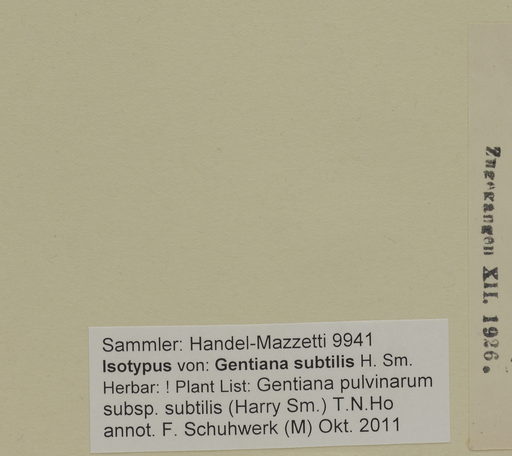 Zugegangen XII. 1926.
Sammler: Handel-Mazzetti 9941
Isotypus von: Gentiana subtilis H. Sm.
Herbar: ! Plant List: Gentiana pulvinarum
subsp. subtilis (Harry Sm.) T.N.Ho
annot. F. Schuhwerk (M) Okt. 2011